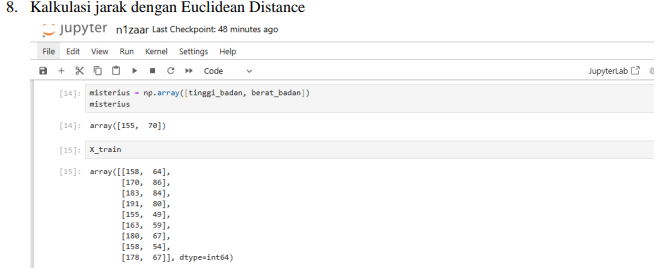 8. Kalkulasi jarak dengan Euclidean Distance
jupyter n1zaar Last Checkpoint: 48 minutes ago
File Edit View Run Kernel Settings Help
Code JupyterLab
[14]: misterius = np.array([tinggi_badan, berat_badan])
misterius
[14]: array([155, 70])
[15]: X_train
[15]: array([[158, 64],
[170, 86],
[183, 84],
[191, 80],
[155, 49],
[163, 59],
[180, 67],
[158, 54],
[178, 67]], dtype=int64)